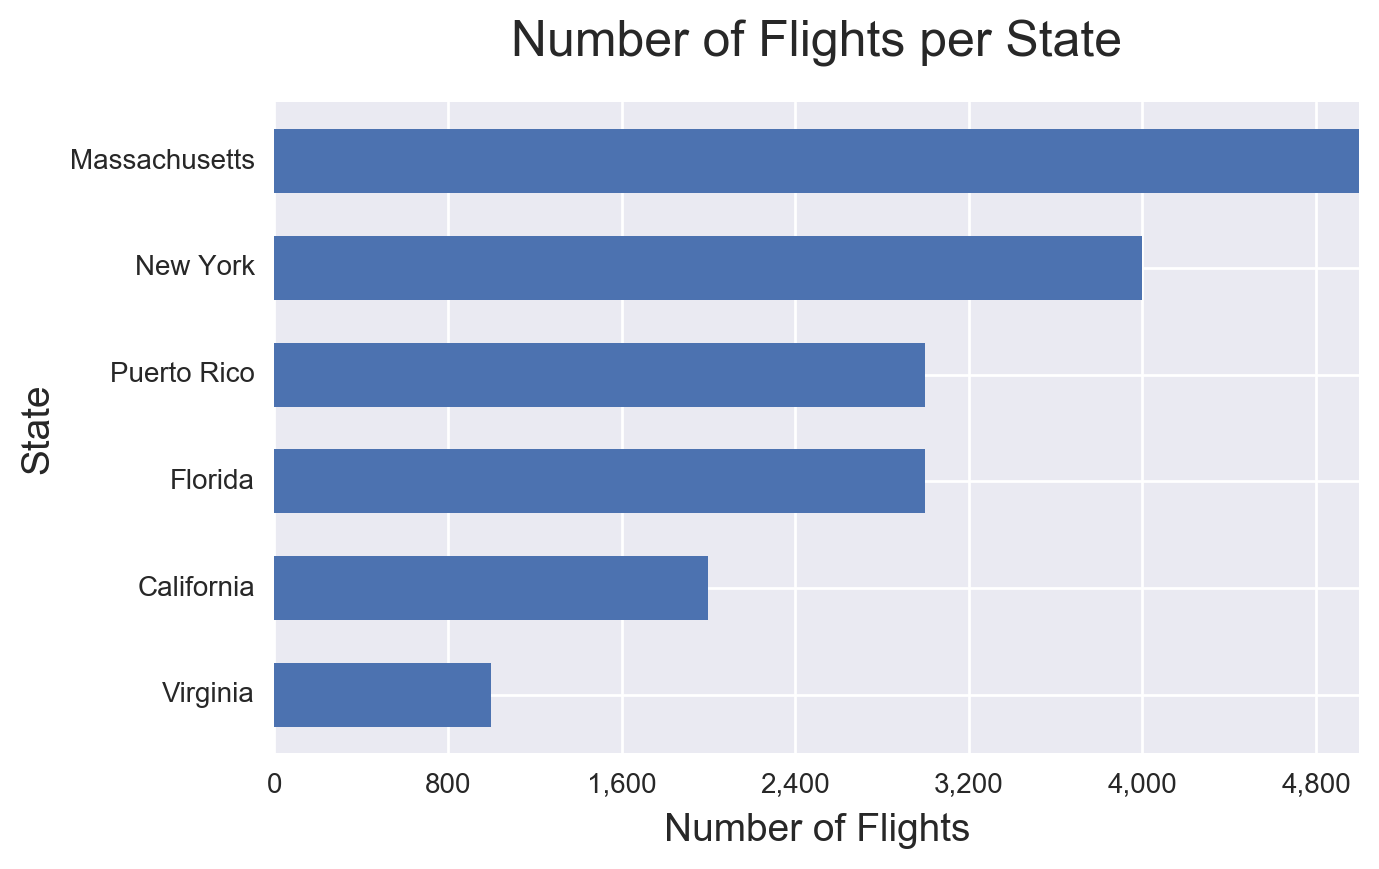 Number of Flights per State
Massachusetts
New York
Puerto Rico
Florida
California
Virginia
State
0 800 1,600 2,400 3,200 4,000 4,800
Number of Flights